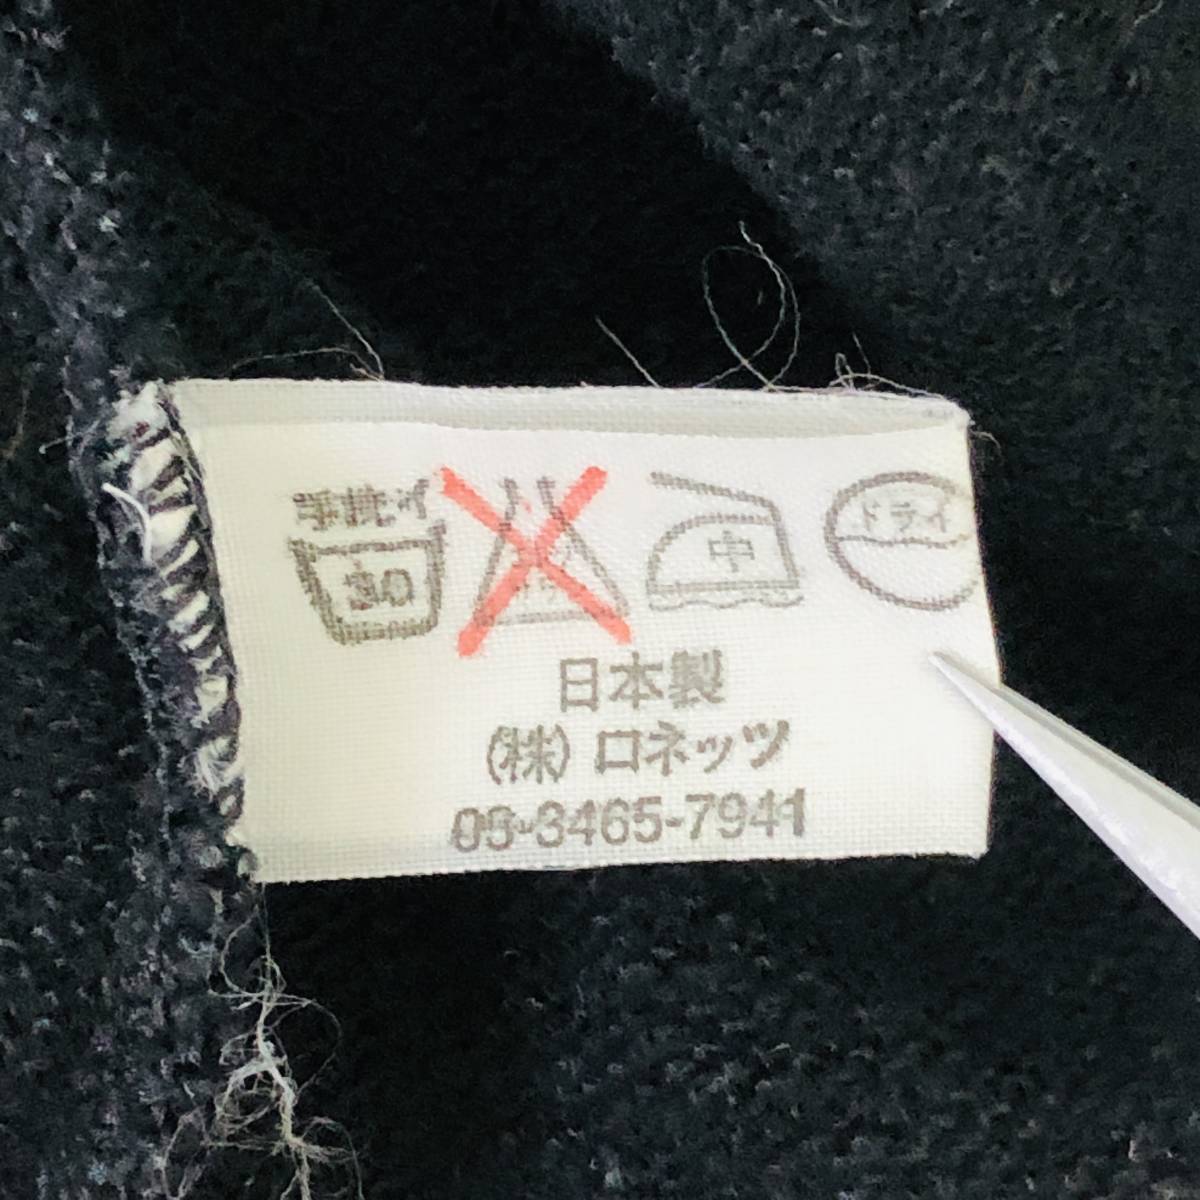 手洗イ
30
中
ドライ
日本製
(株) ロネッツ
03-3465-7941